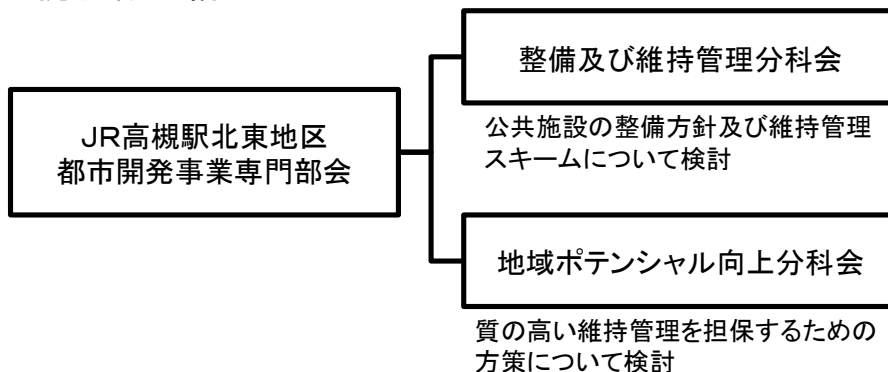 整備及び維持管理分科会
公共施設の整備方針及び維持管理
スキームについて検討
JR高槻駅北東地区
都市開発事業専門部会
地域ポテンシャル向上分科会
質の高い維持管理を担保するための
方策について検討